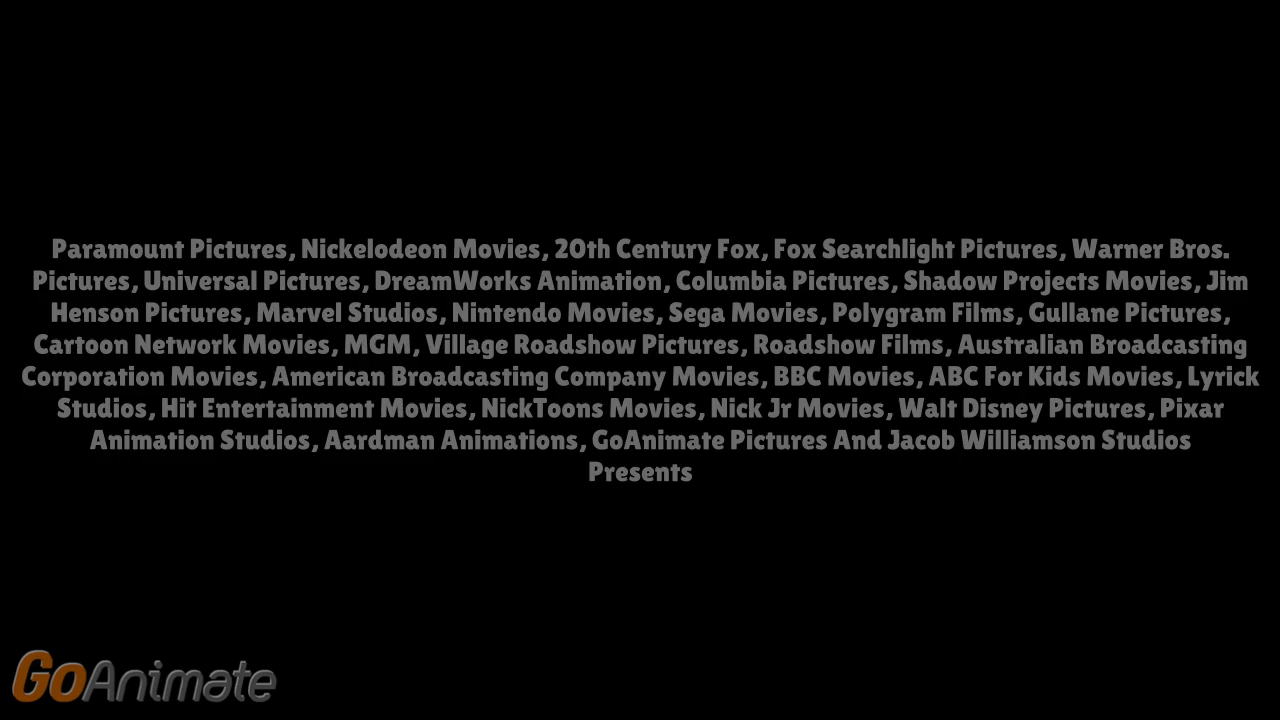 Paramount Pictures, Nickelodeon Movies, 20th Century Fox, Fox Searchlight Pictures, Warner Bros.
Pictures, Universal Pictures, DreamWorks Animation, Columbia Pictures, Shadow Projects Movies, Jim
Henson Pictures, Marvel Studios, Nintendo Movies, Sega Movies, Polygram Films, Gullane Pictures,
Cartoon Network Movies, MGM, Village Roadshow Pictures, Roadshow Films, Australian Broadcasting
Corporation Movies, American Broadcasting Company Movies, BBC Movies, ABC For Kids Movies, Lyrick
Studios, Hit Entertainment Movies, NickToons Movies, Nick Jr Movies, Walt Disney Pictures, Pixar
Animation Studios, Aardman Animations, GoAnimate Pictures And Jacob Williamson Studios
Presents
GoAnimate